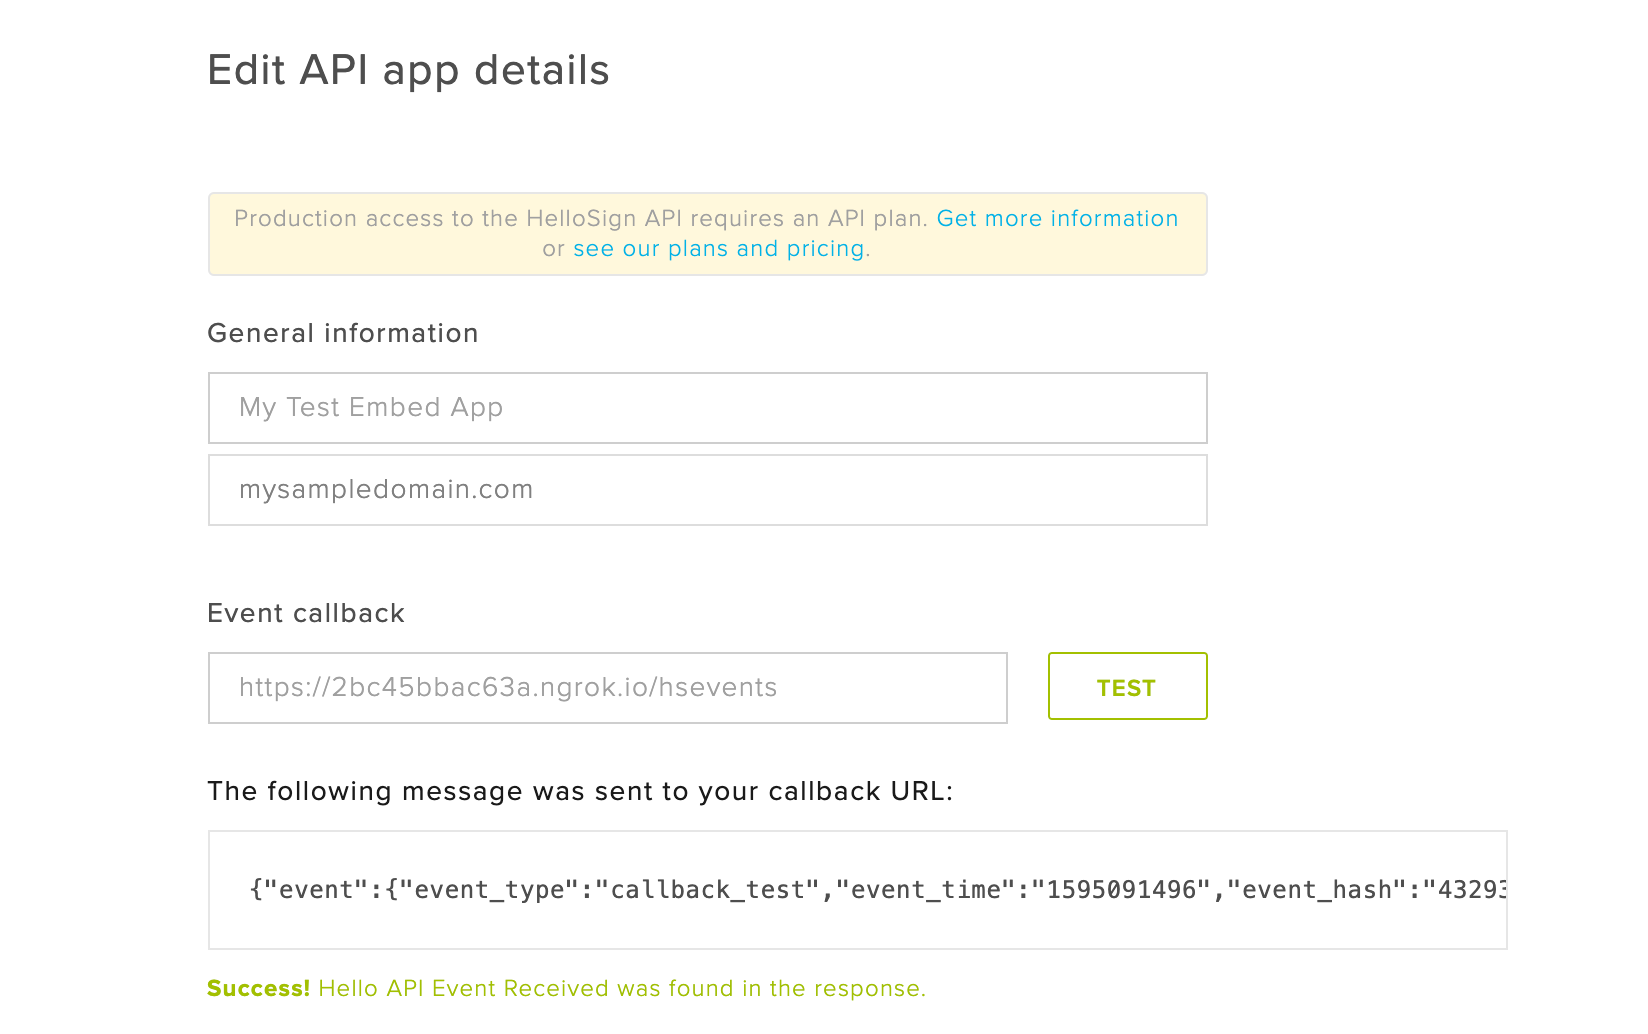 Edit API app details
Production access to the HelloSign API requires an API plan. Get more information
or see our plans and pricing.
General information
My Test Embed App
mysampledomain.com
Event callback
https://2bc45bbac63a.ngrok.io/hsevents
TEST
The following message was sent to your callback URL:
{"event":{"event_type":"callback_test","event_time":"1595091496","event_hash":"43293
Success! Hello API Event Received was found in the response.